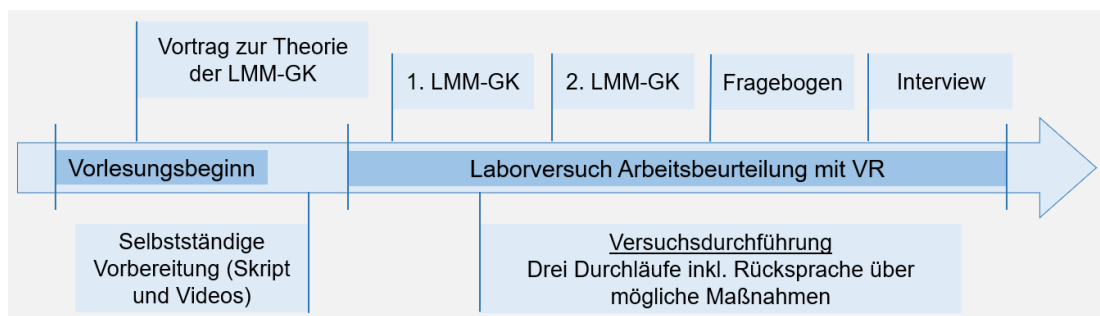 Vortrag zur Theorie
der LMM-GK
1. LMM-GK
2. LMM-GK
Fragebogen
Interview
Vorlesungsbeginn
Laborversuch Arbeitsbeurteilung mit VR
Selbstständige
Vorbereitung (Skript
und Videos)
Versuchsdurchführung
Drei Durchläufe inkl. Rücksprache über
mögliche Maßnahmen